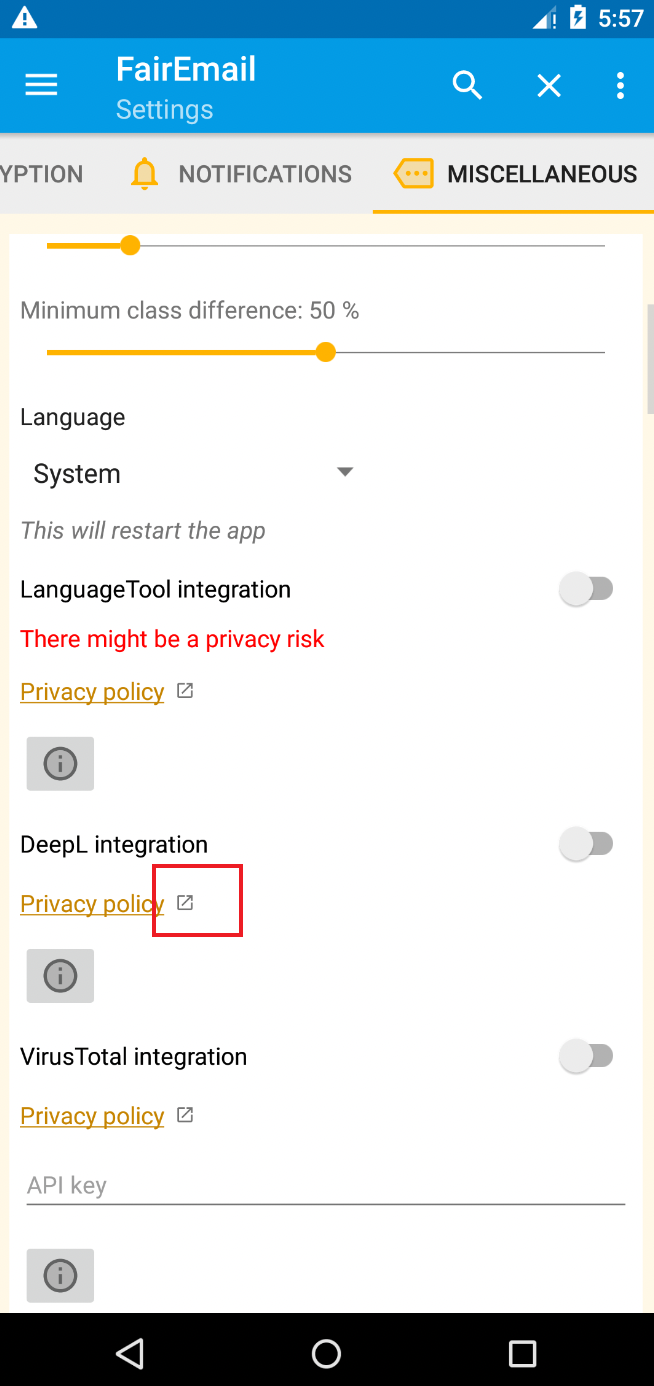 5:57
FairEmail
Settings
YPTION
NOTIFICATIONS
MISCELLANEOUS
Minimum class difference: 50 %
Language
System
This will restart the app
LanguageTool integration
There might be a privacy risk
Privacy policy
DeepL integration
Privacy policy
VirusTotal integration
Privacy policy
API key